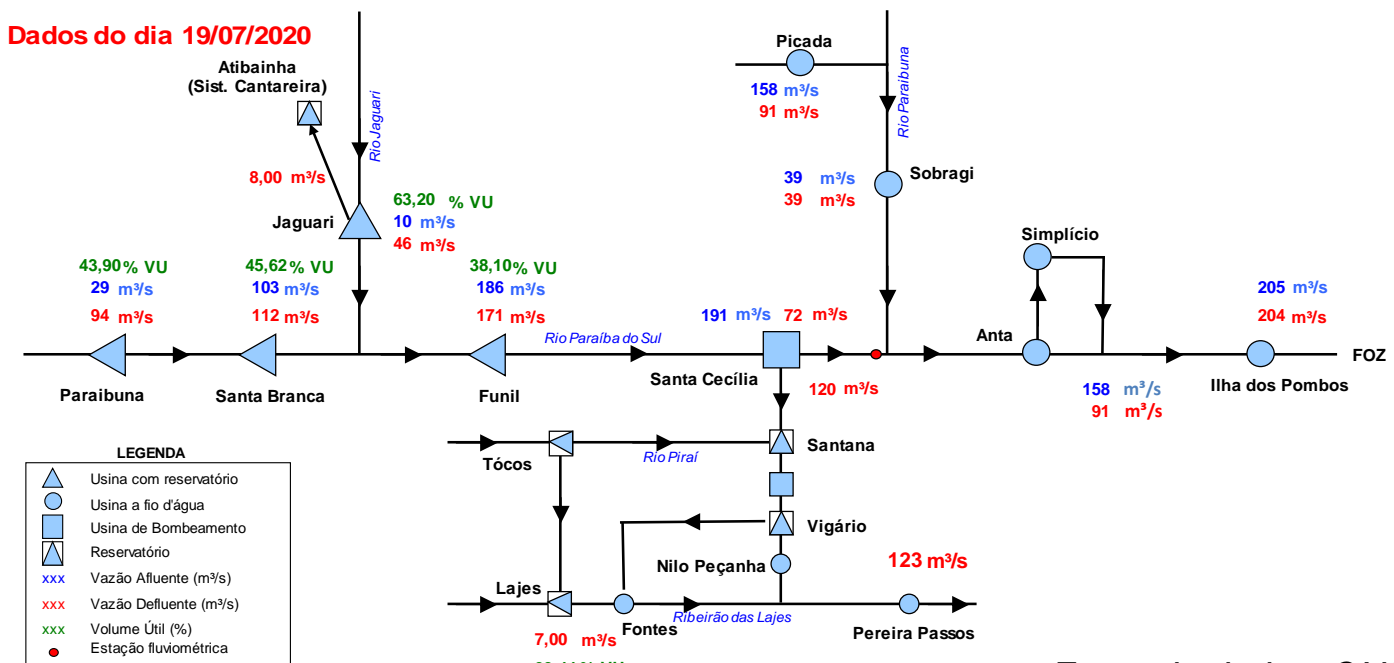 Dados do dia 19/07/2020
Picada
158 m³/s
91 m³/s
Atibainha
(Sist. Cantareira)
Rio Jaguari
Rio Paraibuna
8,00 m³/s
Jaguari
63,20 % VU
10 m³/s
46 m³/s
39 m³/s
39 m³/s
Sobragi
Simplício
43,90% VU
29 m³/s
94 m³/s
45,62% VU
103 m³/s
112 m³/s
38,10% VU
186 m³/s
171 m³/s
Rio Paraíba do Sul
191 m³/s 72 m³/s
205 m³/s
204 m³/s
Anta
FOZ
Paraibuna
Santa Branca
Funil
Santa Cecília
120 m³/s
158 m³/s
91 m³/s
Ilha dos Pombos
Tócos
Rio Piraí
Santana
Vigário
Nilo Peçanha
123 m³/s
Lajes
Fontes
Ribeirão das Lajes
Pereira Passos
7,00 m³/s
LEGENDA
Usina com reservatório
Usina a fio d'água
Usina de Bombeamento
Reservatório
xxx Vazão Afluente (m³/s)
xxx Vazão Defluente (m³/s)
xxx Volume Útil (%)
Estação fluviométrica